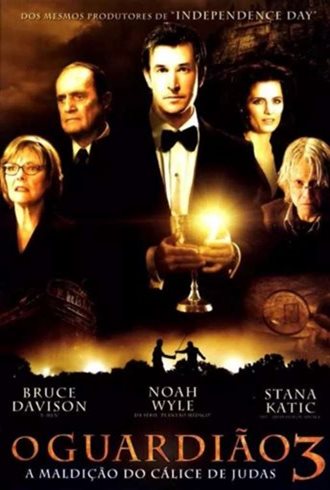 DOS MESMOS PRODUTORES DE "INDEPENDENCE DAY"
BRUCE DAVISON
NOAH WYLE
STANA KATIC
O GUARDIÃO 3
A MALDIÇÃO DO CÁLICE DE JUDAS